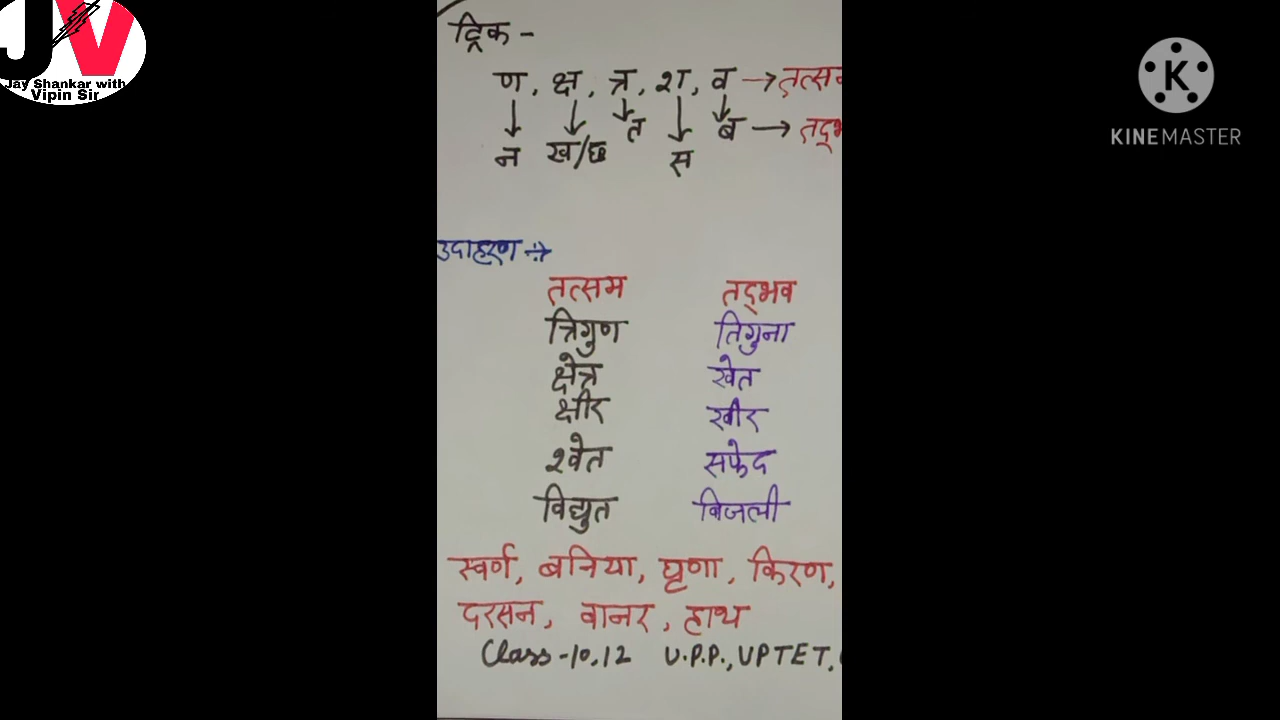 JV
Jay Shankar with
Vipin Sir
K
KINEMASTER
ट्रिक -
ण, क्ष, त्र, श, व → तत्सम
न ख/छ त स ब → तद्भ
उदाहरण :→
तत्सम तद्भव
त्रिगुण तिगुना
क्षेत्र खेत
क्षीर खीर
श्वेत सफेद
विद्युत बिजली
स्वर्ण, बनिया, घृणा, किरण,
दरसन, वानर, हाथ
Class -10,12 U.P.P., UPTET,